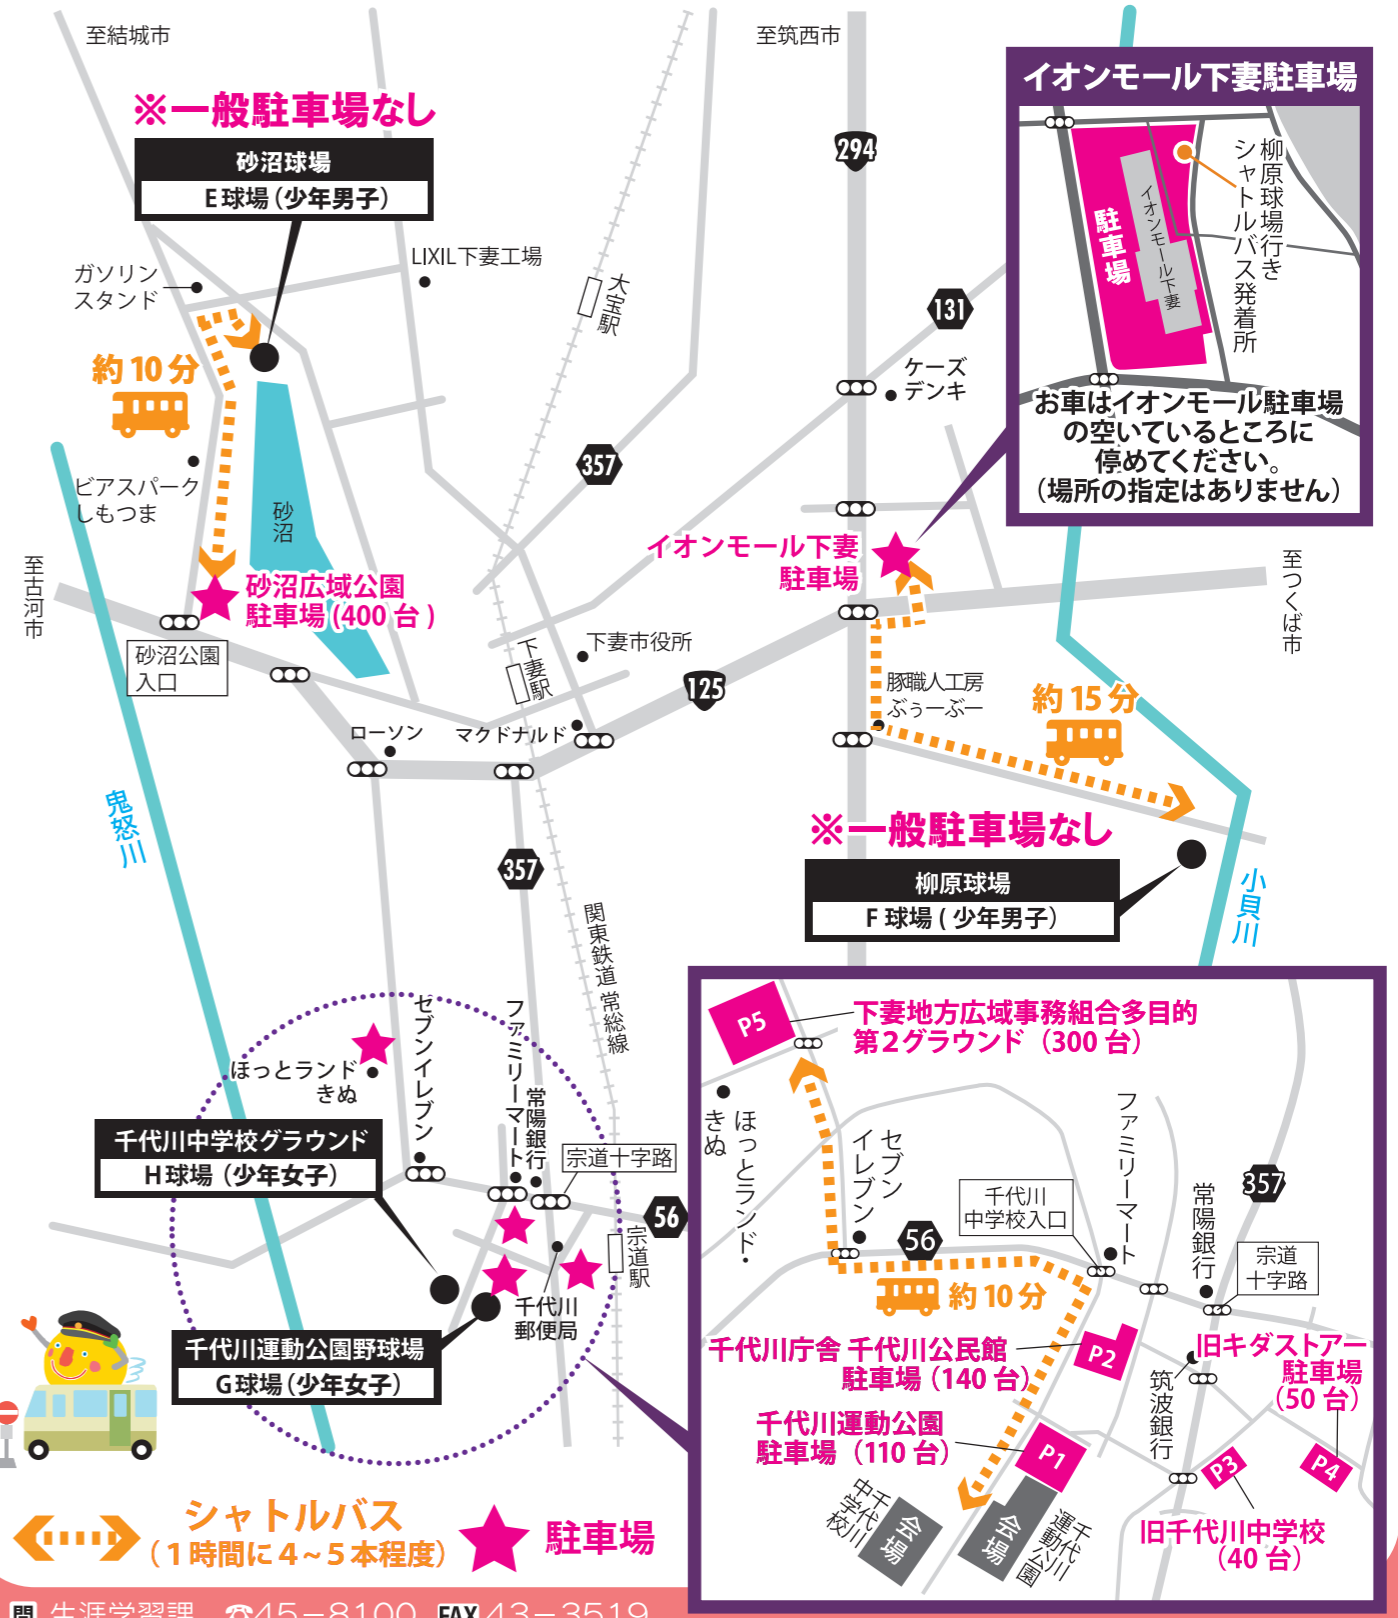 至結城市
至筑西市
※一般駐車場なし
砂沼球場
E球場（少年男子）
294
イオンモール下妻駐車場
柳原球場行き
シャトルバス発着所
イオンモール下妻
駐車場
お車はイオンモール駐車場
の空いているところに
停めてください。
（場所の指定はありません）
ガソリン
スタンド
LIXIL下妻工場
大宝駅
131
ケーズ
デンキ
約10分
357
ビアスパーク
しもつま
砂沼
イオンモール下妻
駐車場
至古河市
至つくば市
砂沼広域公園
駐車場(400台)
砂沼公園
入口
下妻駅
下妻市役所
125
豚職人工房
ぶぅーぶー
約15分
ローソン
マクドナルド
鬼怒川
※一般駐車場なし
柳原球場
F球場(少年男子）
小貝川
357
関東鉄道 常総線
セブンイレブン
ファミリーマート
常陽銀行
ほっとランド
きぬ
千代川中学校グラウンド
H球場（少年女子）
宗道十字路
56
宗道駅
千代川
郵便局
千代川運動公園野球場
G球場（少年女子）
P5
下妻地方広域事務組合多目的
第2グラウンド（300台）
ほっとランド・
きぬ
セブン
イレブン
56
千代川
中学校入口
ファミリーマート
常陽銀行
357
宗道
十字路
約10分
千代川庁舎 千代川公民館
駐車場（140台）
P2
旧キダストアー
駐車場
（50台）
筑波銀行
千代川運動公園
駐車場（110台）
P1
P3
P4
千代川
中学校
会場
会場
千代川
運動公園
旧千代川中学校
（40台）
シャトルバス
（1時間に4～5本程度）
駐車場
問 生涯学習課 ☎45－8100 FAX 43－3519